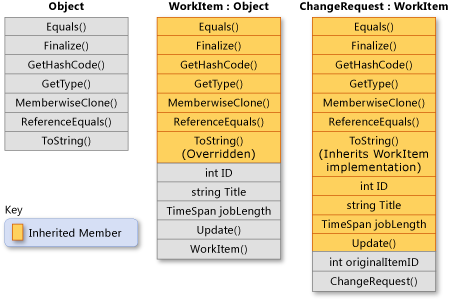 Object
Equals()
Finalize()
GetHashCode()
GetType()
MemberwiseClone()
ReferenceEquals()
ToString()
WorkItem : Object
Equals()
Finalize()
GetHashCode()
GetType()
MemberwiseClone()
ReferenceEquals()
ToString()
(Overridden)
int ID
string Title
TimeSpan jobLength
Update()
WorkItem()
ChangeRequest : WorkItem
Equals()
Finalize()
GetHashCode()
GetType()
MemberwiseClone()
ReferenceEquals()
ToString()
(Inherits WorkItem
implementation)
int ID
string Title
TimeSpan jobLength
Update()
int originalItemID
ChangeRequest()
Key
Inherited Member